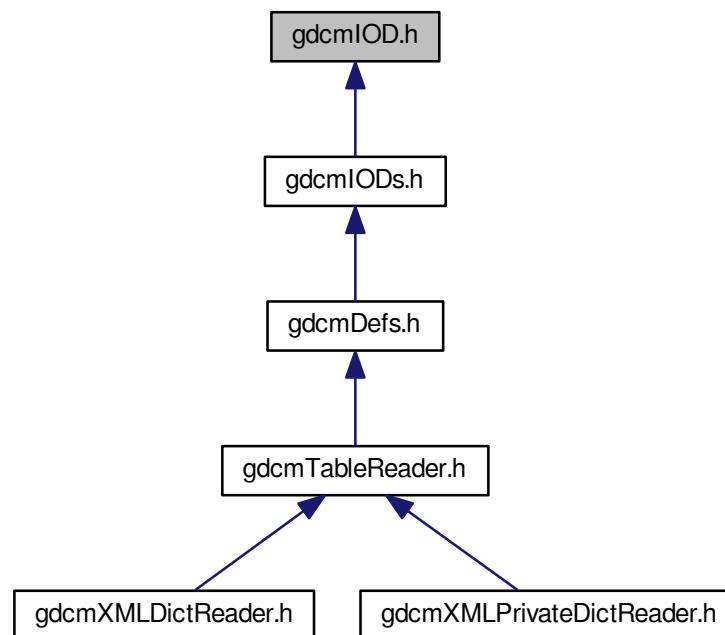 gdcmIOD.h
gdcmIODs.h
gdcmDefs.h
gdcmTableReader.h
gdcmXMLDictReader.h
gdcmXMLPrivateDictReader.h